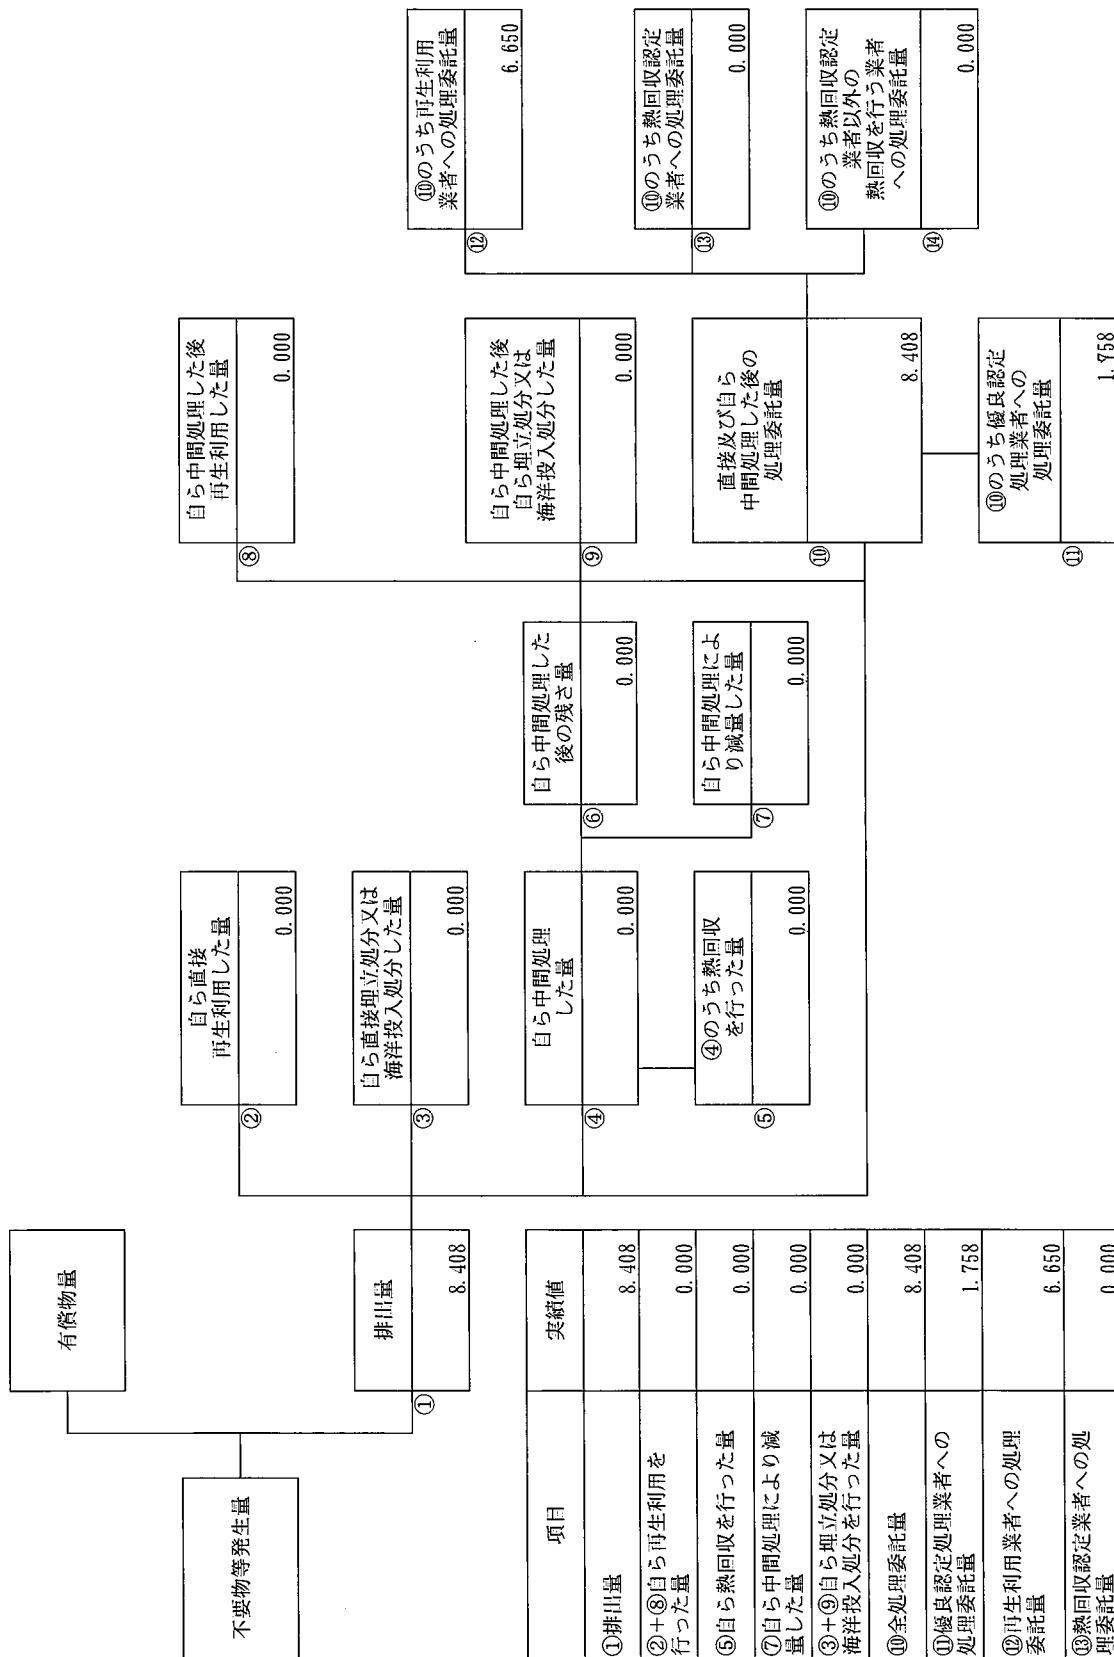 不要物等発生量
有償物量
排出量
①
8.408
自ら直接
再生利用した量
②
0.000
自ら直接埋立処分又は
海洋投入処分した量
③
0.000
自ら中間処理
した量
④
0.000
④のうち熱回収
を行った量
⑤
0.000
自ら中間処理した
後の残さ量
⑥
0.000
自ら中間処理によ
り減量した量
⑦
0.000
自ら中間処理した後
再生利用した量
⑧
0.000
自ら中間処理した後
自ら埋立処分又は
海洋投入処分した量
⑨
0.000
直接及び自ら
中間処理した後の
処理委託量
⑩
8.408
⑩のうち優良認定
処理業者への
処理委託量
⑪
1.758
⑩のうち再生利用
業者への処理委託量
⑫
6.650
⑩のうち熱回収認定
業者への処理委託量
⑬
0.000
⑩のうち熱回収認定
業者以外の
熱回収を行う業者
への処理委託量
⑭
0.000
項目 実績値
①排出量 8.408
②+⑧自ら再生利用を
行った量 0.000
⑤自ら熱回収を行った量 0.000
⑦自ら中間処理により減
量した量 0.000
③+⑨自ら埋立処分又は
海洋投入処分を行った量 0.000
⑩全処理委託量 8.408
⑪優良認定処理業者への
処理委託量 1.758
⑫再生利用業者への処理
委託量 6.650
⑬熱回収認定業者への処
理委託量 0.000